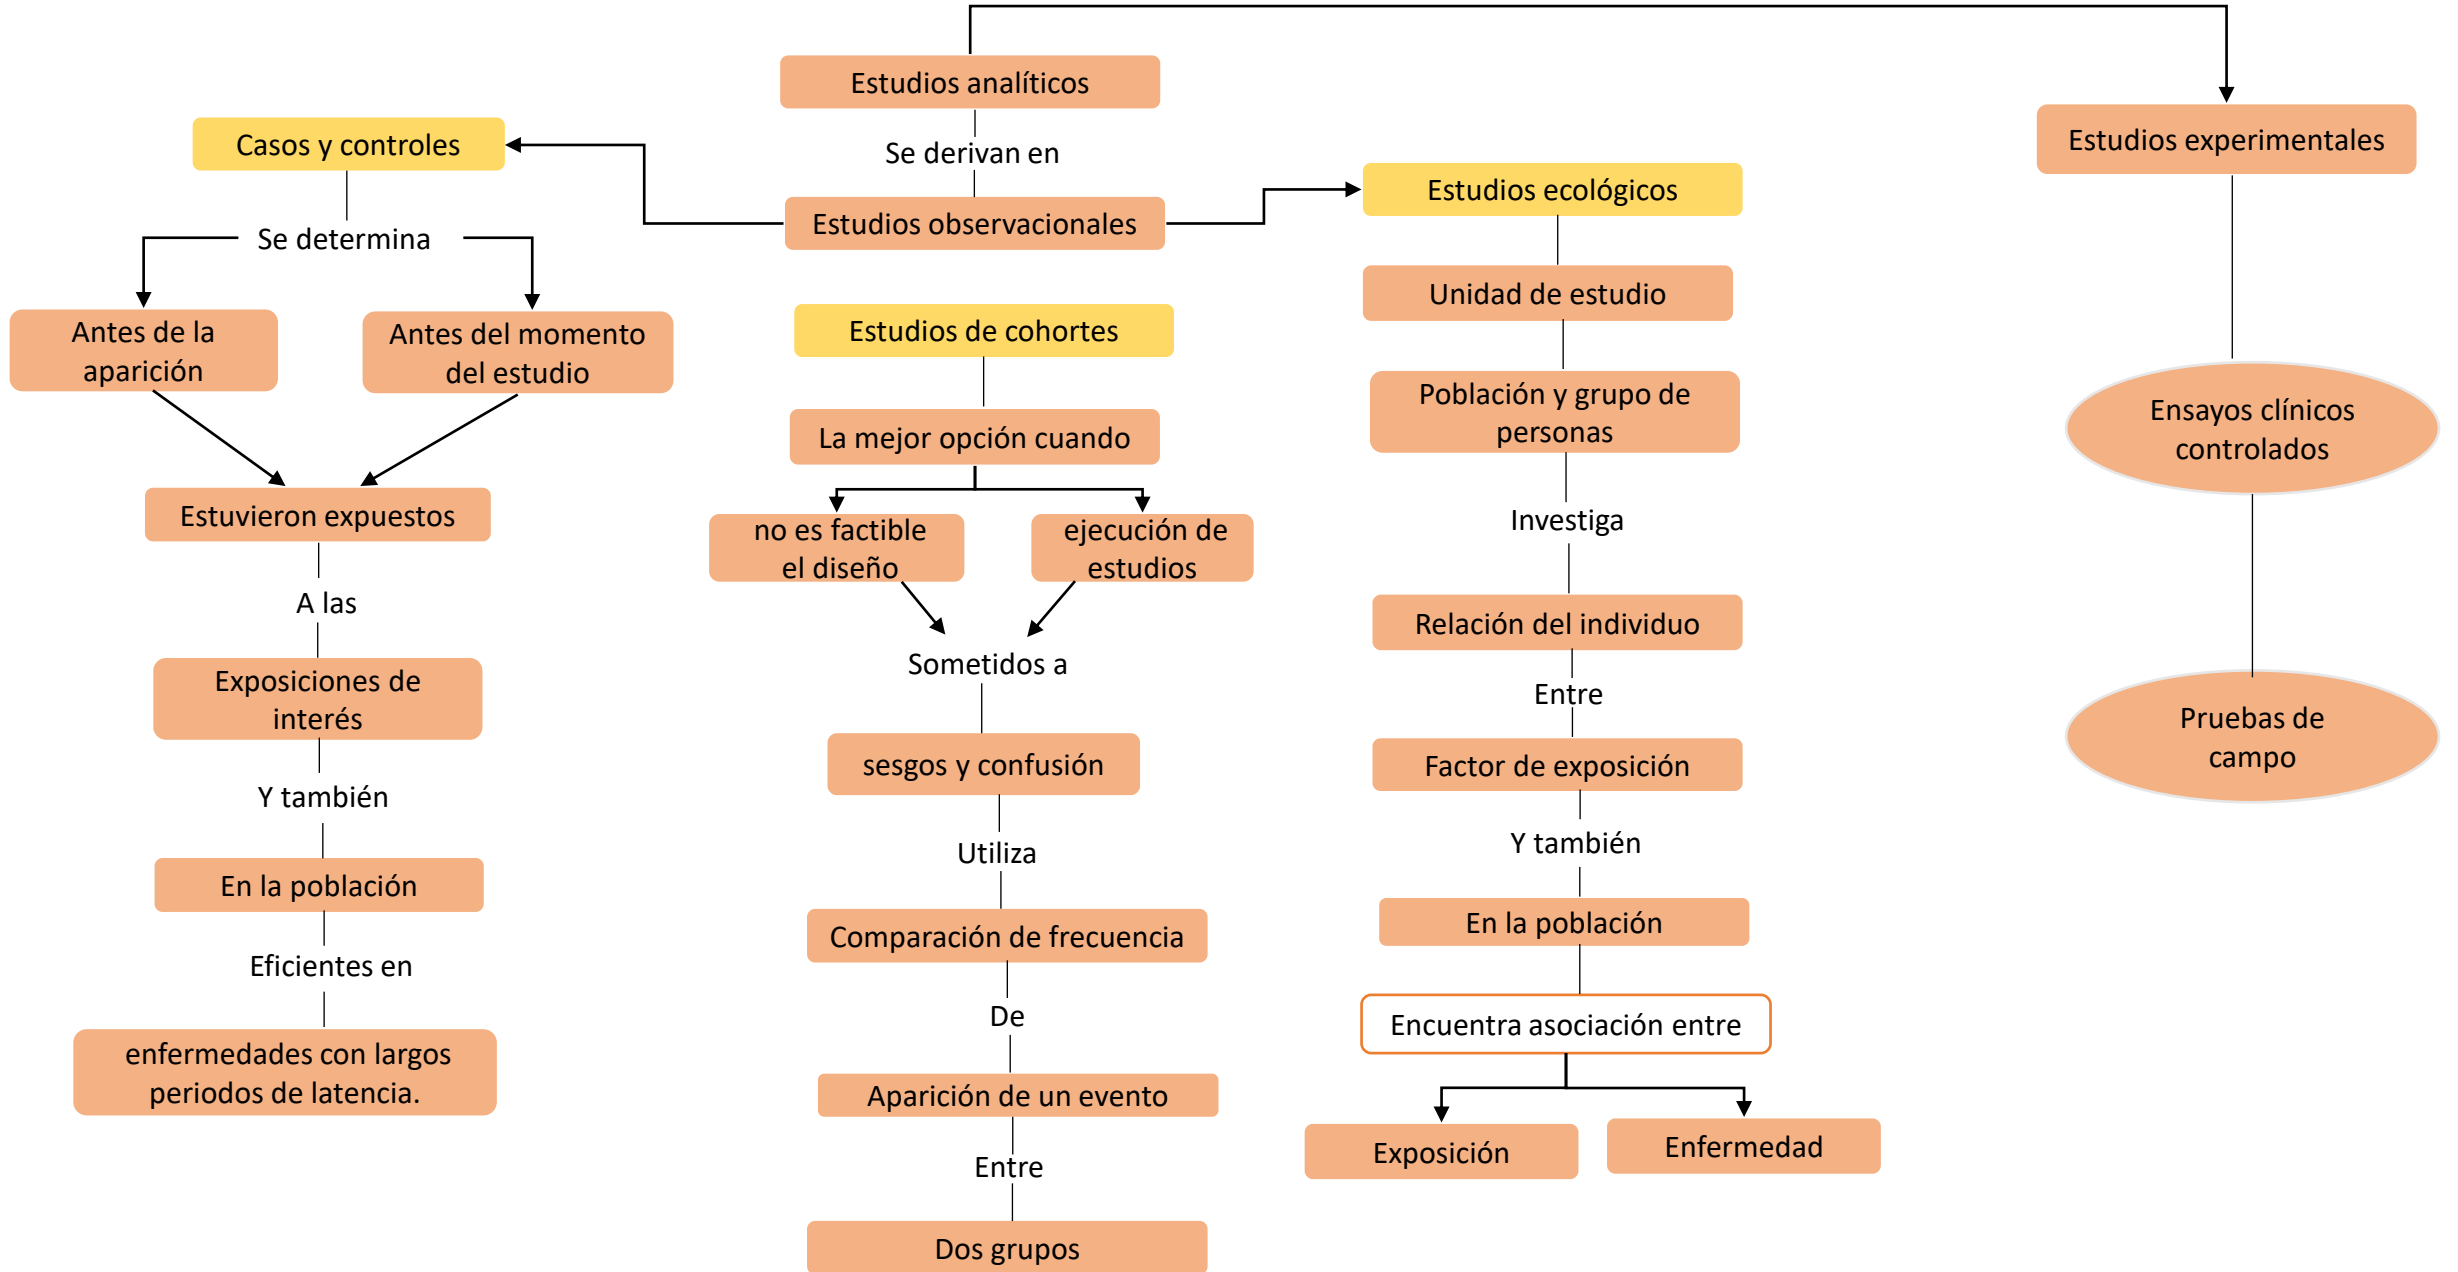 Estudios analíticos
Se derivan en
Estudios observacionales
Casos y controles
Se determina
Antes de la
aparición
Antes del momento
del estudio
Estuvieron expuestos
A las
Exposiciones de
interés
Y también
En la población
Eficientes en
enfermedades con largos
periodos de latencia.
Estudios de cohortes
La mejor opción cuando
no es factible
el diseño
ejecución de
estudios
Sometidos a
sesgos y confusión
Utiliza
Comparación de frecuencia
De
Aparición de un evento
Entre
Dos grupos
Estudios ecológicos
Unidad de estudio
Población y grupo de
personas
Investiga
Relación del individuo
Entre
Factor de exposición
Y también
En la población
Encuentra asociación entre
Exposición
Enfermedad
Estudios experimentales
Ensayos clínicos
controlados
Pruebas de
campo